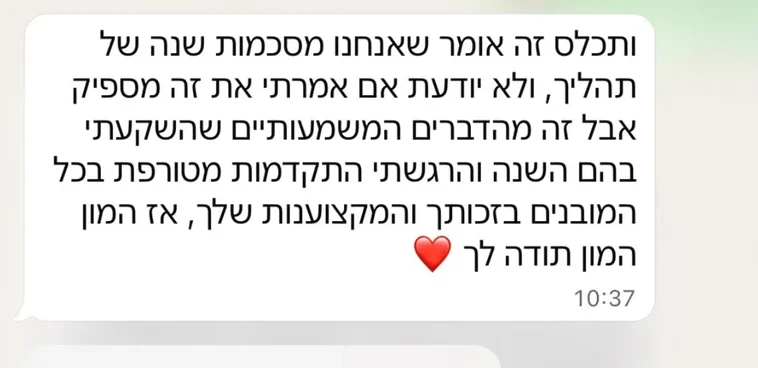 ותכלס זה אומר שאנחנו מסכמות שנה של
תהליך, ולא יודעת אם אמרתי את זה מספיק
אבל זה מהדברים המשמעותיים שהשקעתי
בהם השנה והרגשתי התקדמות מטורפת בכל
המובנים בזכותך והמקצוענות שלך, אז המון
המון תודה לך ❤️
10:37